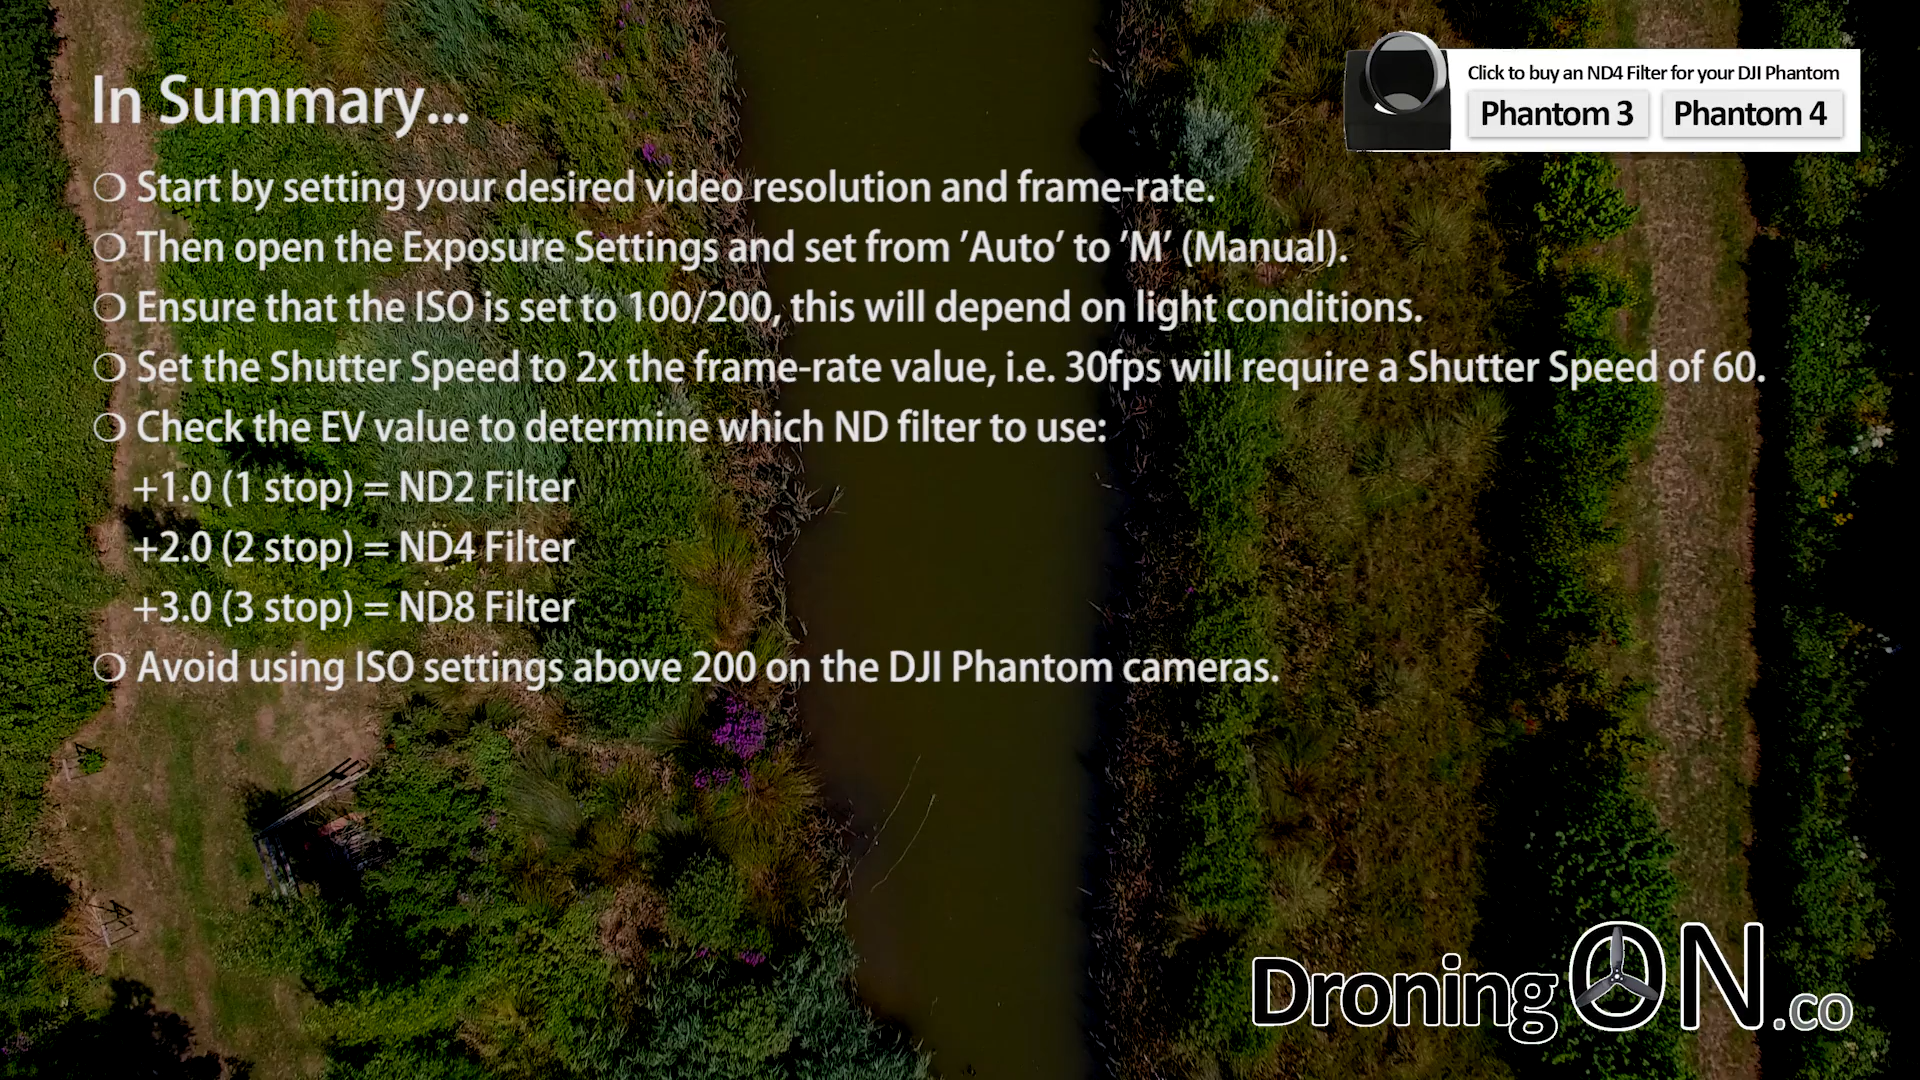 In Summary...
❍ Start by setting your desired video resolution and frame-rate.
❍ Then open the Exposure Settings and set from ’Auto’ to ’M’ (Manual).
❍ Ensure that the ISO is set to 100/200, this will depend on light conditions.
❍ Set the Shutter Speed to 2x the frame-rate value, i.e. 30fps will require a Shutter Speed of 60.
❍ Check the EV value to determine which ND filter to use:
+1.0 (1 stop) = ND2 Filter
+2.0 (2 stop) = ND4 Filter
+3.0 (3 stop) = ND8 Filter
❍ Avoid using ISO settings above 200 on the DJI Phantom cameras.
Click to buy an ND4 Filter for your DJI Phantom
Phantom 3 Phantom 4
DroningON.co